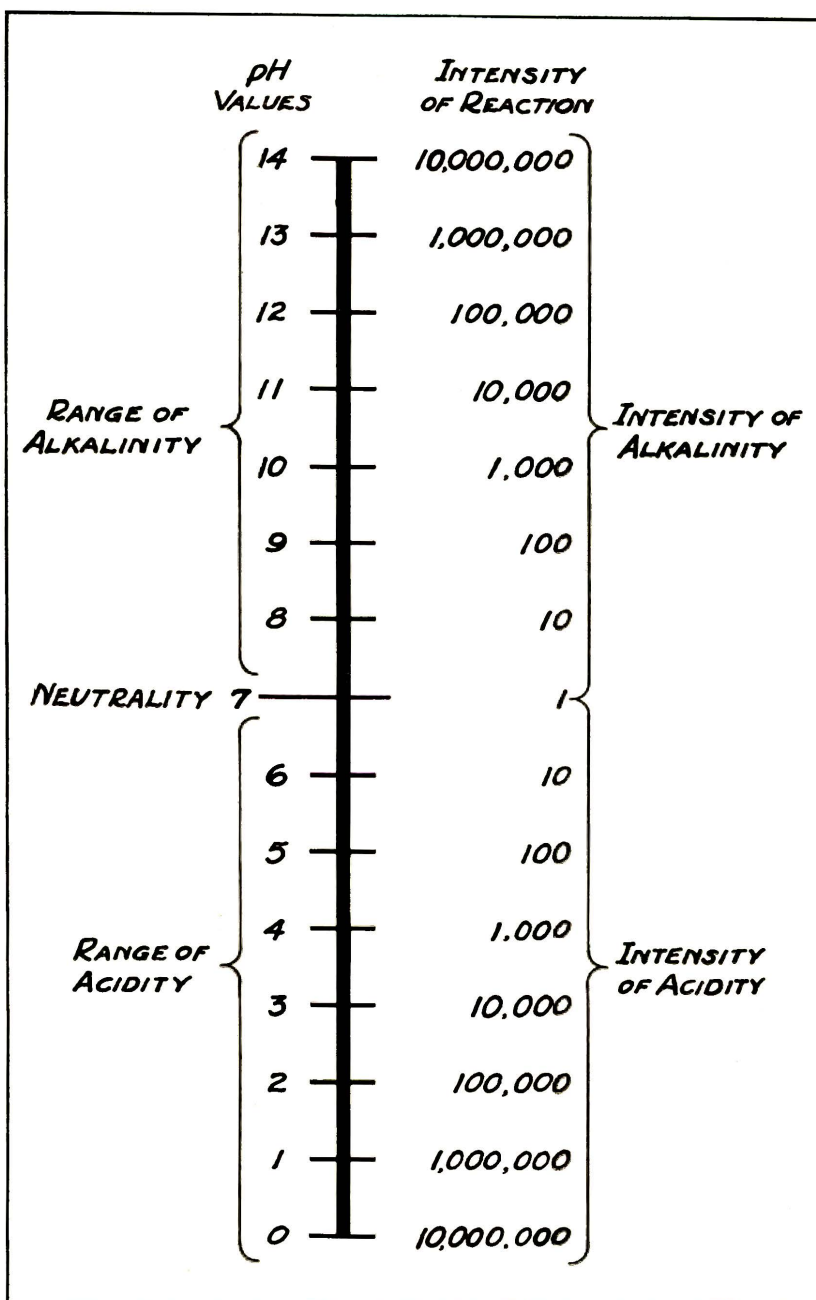 pH
VALUES
INTENSITY
OF REACTION
14 10,000,000
13 1,000,000
12 100,000
11 10,000
RANGE OF
ALKALINITY
INTENSITY OF
ALKALINITY
10 1,000
9 100
8 10
NEUTRALITY 7 1
6 10
5 100
4 1.000
RANGE OF
ACIDITY
INTENSITY
OF ACIDITY
3 10,000
2 100,000
1 1,000,000
0 10,000.000